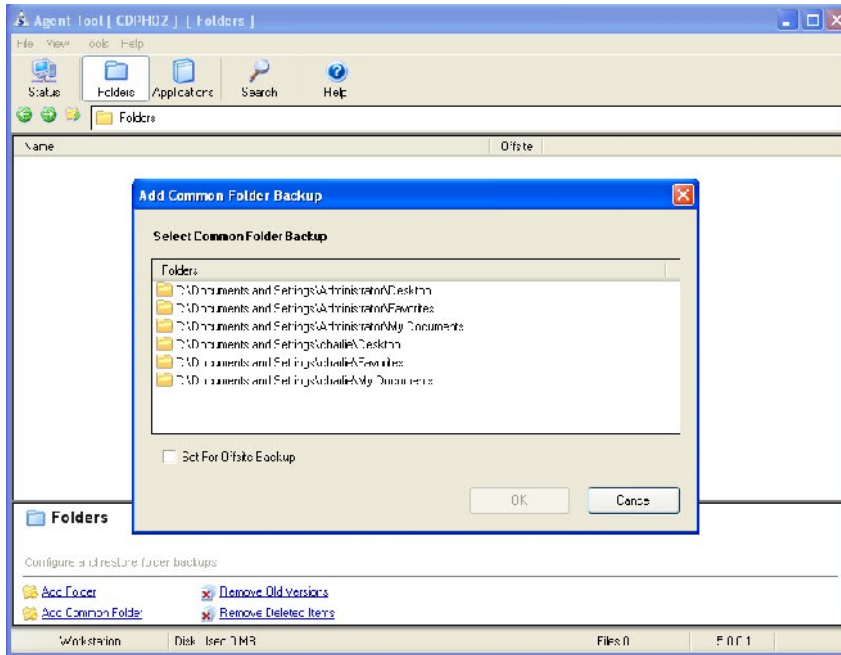 Agent Tool [ CDPH02 ] [ Folders ]
File View Tools Help
Status Folders Applications Search Help
Folders
Name Offsite
Add Common Folder Backup
Select Common Folder Backup
Folders
C:\Documents and Settings\Administrator\Desktop
C:\Documents and Settings\Administrator\Favorites
C:\Documents and Settings\Administrator\My Documents
C:\Documents and Settings\charlie\Desktop
C:\Documents and Settings\charlie\Favorites
C:\Documents and Settings\charlie\My Documents
Set For Offsite Backup
OK Cancel
Folders
Configure and restore folder backups
Add Folder Remove Old Versions
Add Common Folder Remove Deleted Items
Workstation Disk Used 0 MB Files 0 5.0.0.1